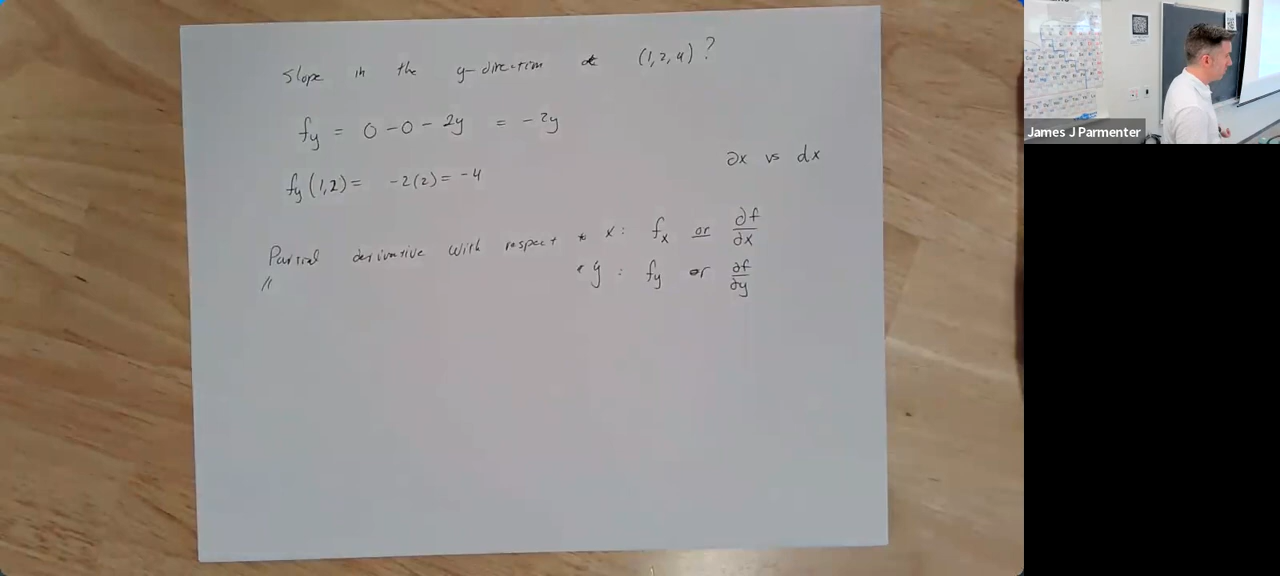 Slope in the y-direction at (1,2,4)?
fy = 0 - 0 - 2y = -2y
∂x vs dx
fy(1,2) = -2(2) = -4
Partial derivative with respect to x: fx or ∂f/∂x
" " y: fy or ∂f/∂y
James J Parmenter